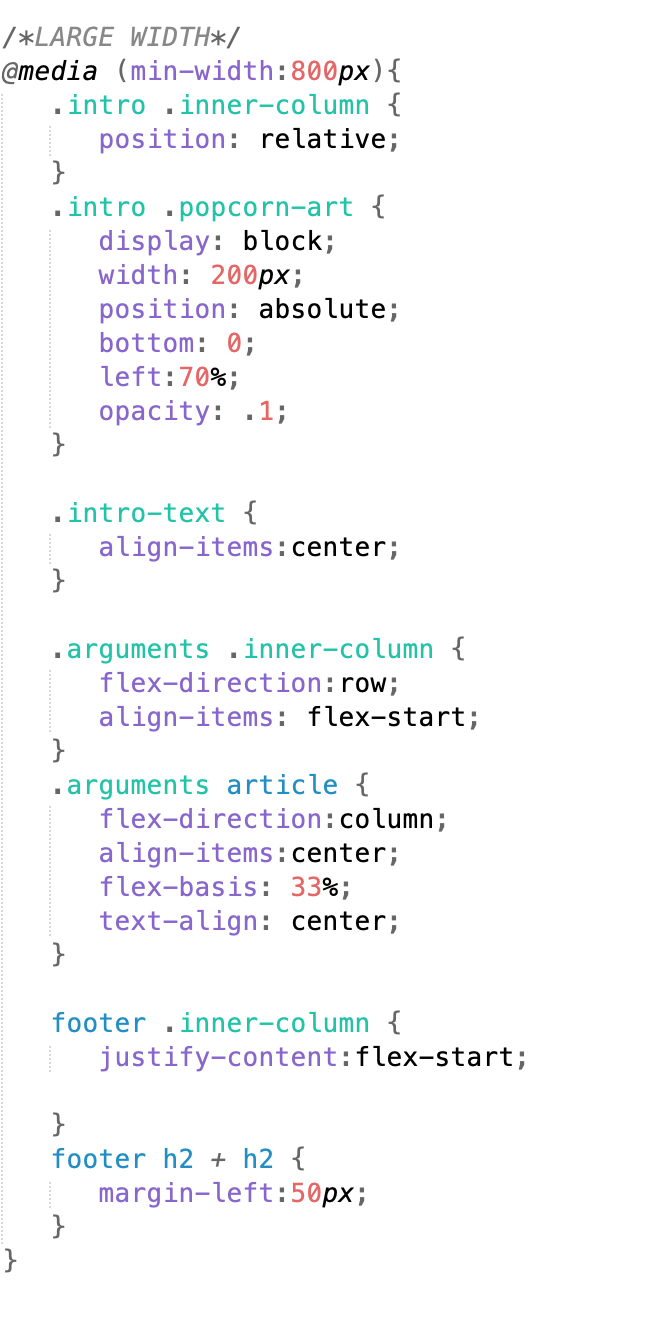 /*LARGE WIDTH*/
@media (min-width:800px){
   .intro .inner-column {
      position: relative;
   }
   .intro .popcorn-art {
      display: block;
      width: 200px;
      position: absolute;
      bottom: 0;
      left:70%;
      opacity: .1;
   }

   .intro-text {
      align-items:center;
   }

   .arguments .inner-column {
      flex-direction:row;
      align-items: flex-start;
   }
   .arguments article {
      flex-direction:column;
      align-items:center;
      flex-basis: 33%;
      text-align: center;
   }

   footer .inner-column {
      justify-content:flex-start;

   }
   footer h2 + h2 {
      margin-left:50px;
   }
}